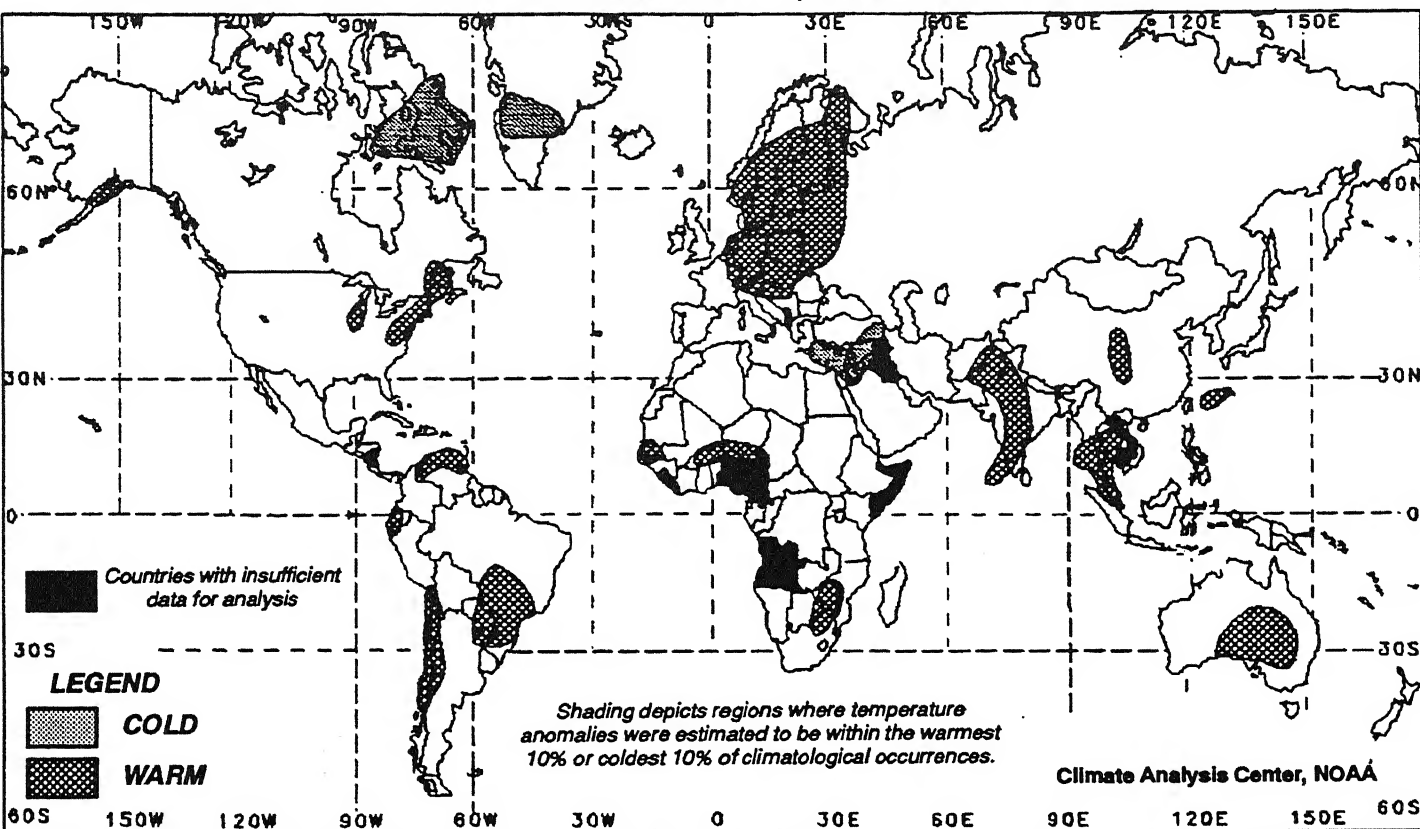 150W 120W 90W 60W 30W S 0 30E 60E 90E 120E 150E
60N 60N
30N 30N
0 0
Countries with insufficient
data for analysis
30S 30S
LEGEND
COLD
WARM
Shading depicts regions where temperature
anomalies were estimated to be within the warmest
10% or coldest 10% of climatological occurrences.
Climate Analysis Center, NOAA
60S 150W 120W 90W 60W 30W 0 30E 60E 90E 120E 150E 60S